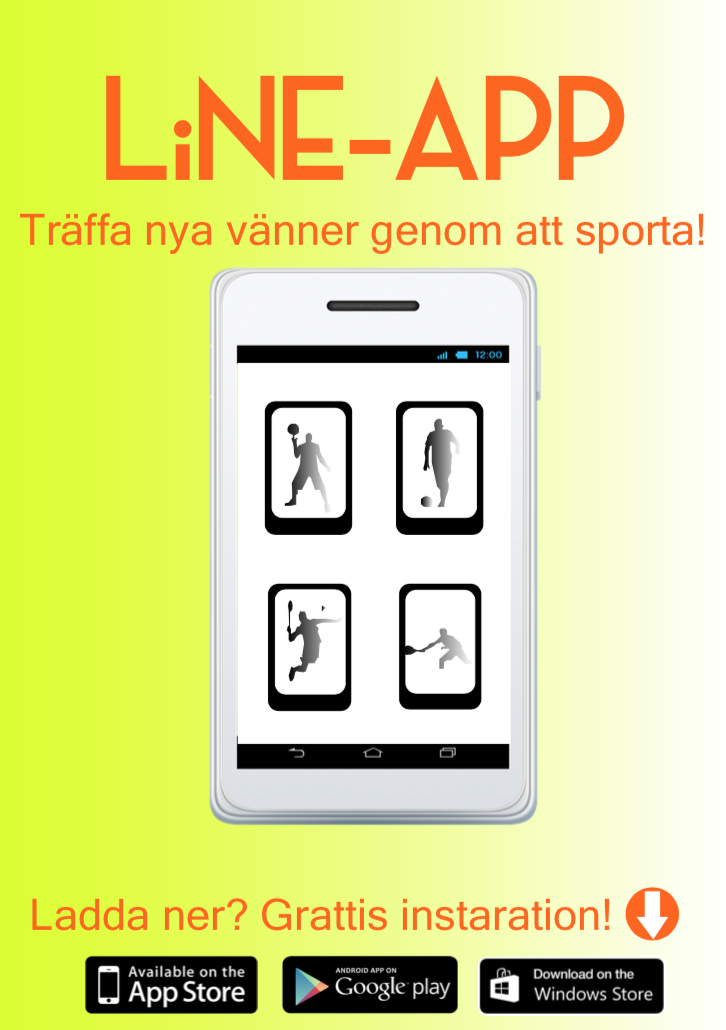 LiNE-APP
Träffa nya vänner genom att sporta!
12:00
Ladda ner? Grattis instaration!
Available on the
App Store
ANDROID APP ON
Google play
Download on the
Windows Store